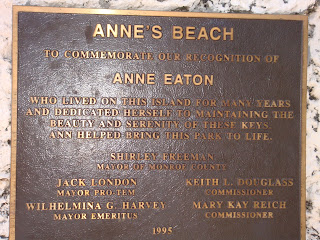 ANNE'S BEACH
TO COMMEMORATE OUR RECOGNITION OF
ANNE EATON
WHO LIVED ON THIS ISLAND FOR MANY YEARS
AND DEDICATED HERSELF TO MAINTAINING THE
BEAUTY AND SERENITY OF THESE KEYS.
ANN HELPED BRING THIS PARK TO LIFE.
SHIRLEY FREEMAN
MAYOR OF MONROE COUNTY
JACK LONDON KEITH L. DOUGLASS
MAYOR PRO-TEM COMMISSIONER
WILHELMINA G. HARVEY MARY KAY REICH
MAYOR EMERITUS COMMISSIONER
1995